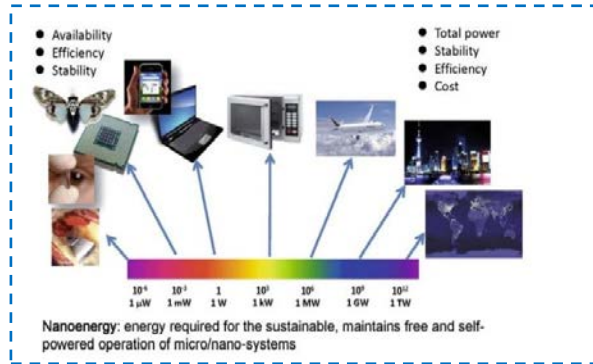 ● Availability
● Efficiency
● Stability
● Total power
● Stability
● Efficiency
● Cost
10⁻⁶ 10⁻³ 1 10³ 10⁶ 10⁹ 10¹²
1 μW 1 mW 1 W 1 kW 1 MW 1 GW 1 TW
Nanoenergy: energy required for the sustainable, maintains free and self-
powered operation of micro/nano-systems